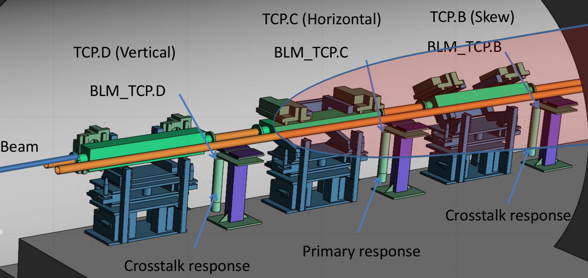 TCP.D (Vertical)
BLM_TCP.D
TCP.C (Horizontal)
BLM_TCP.C
TCP.B (Skew)
BLM_TCP.B
Beam
Crosstalk response
Primary response
Crosstalk response